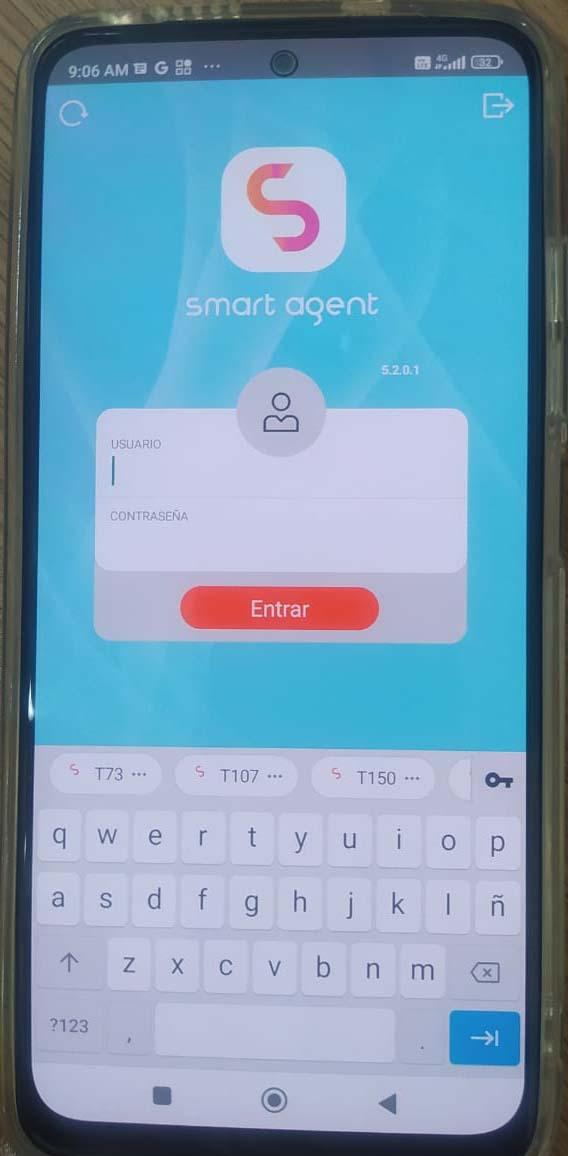 9:06 AM G ... 4G 32
smart agent
5.2.0.1
USUARIO
CONTRASEÑA
Entrar
T73 ••• T107 ••• T150 •••
q w e r t y u i o p
a s d f g h j k l ñ
z x c v b n m
?123 , .